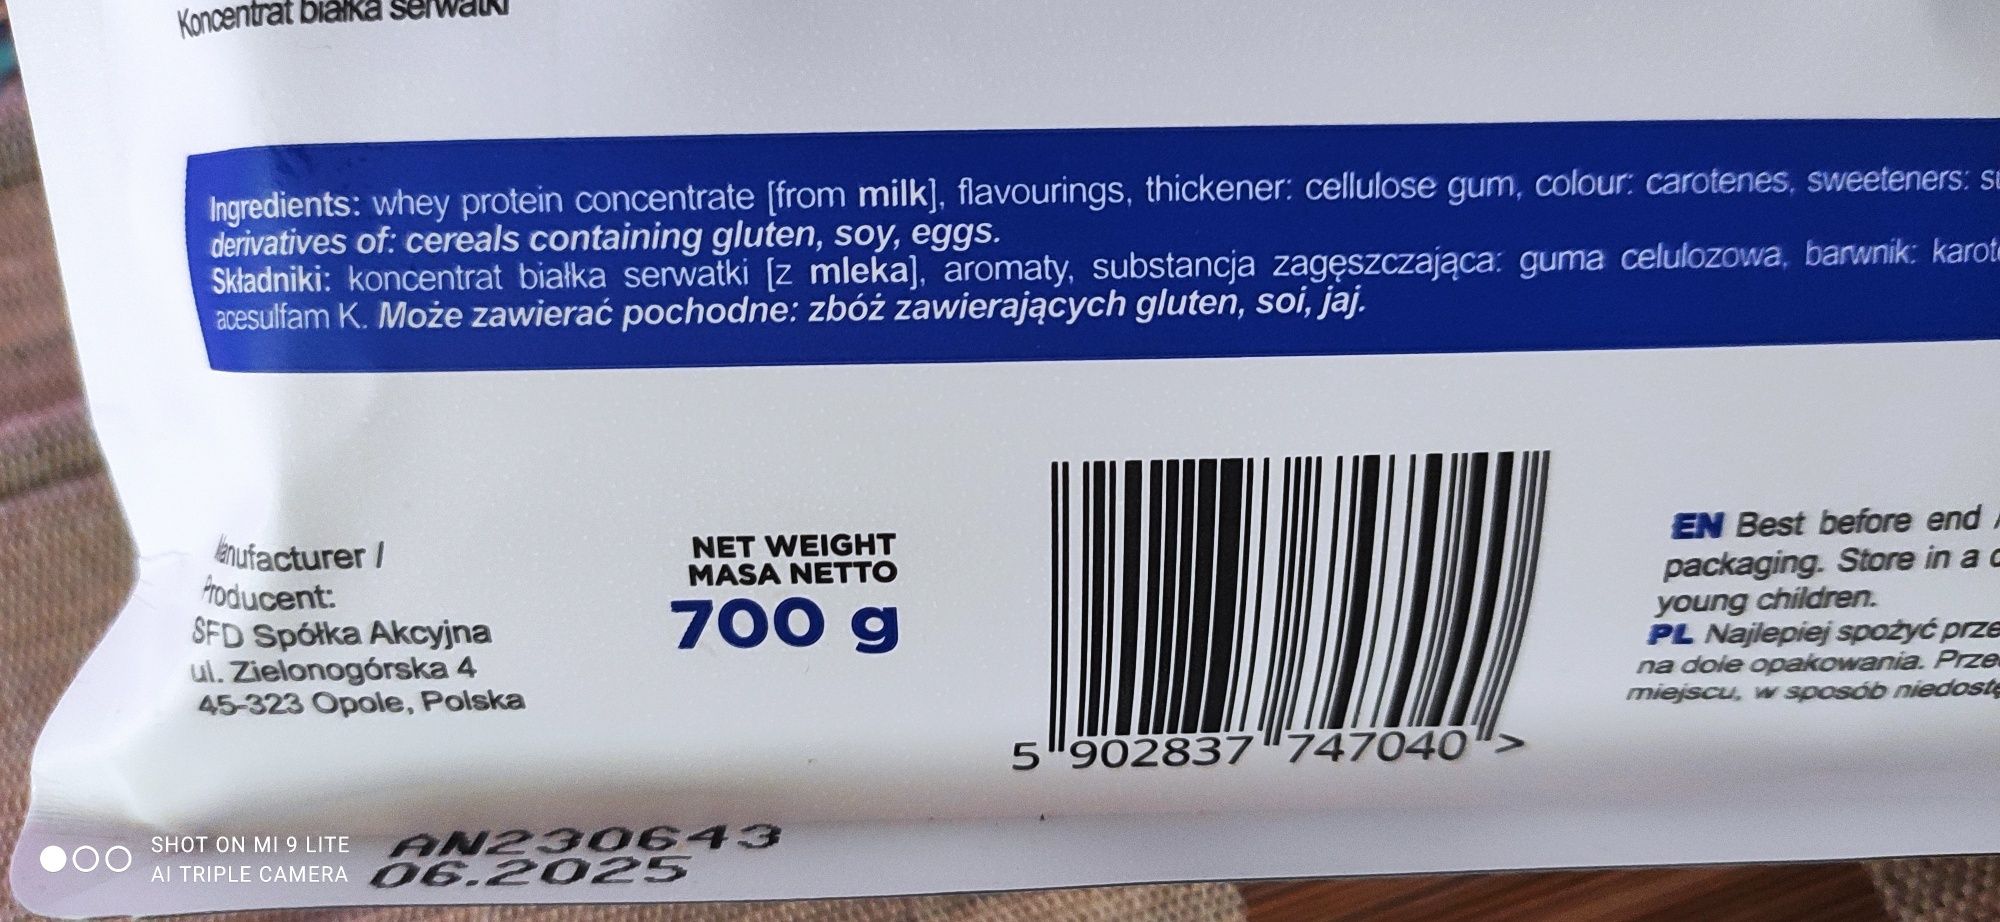 Koncentrat białka serwatki
Ingredients: whey protein concentrate [from milk], flavourings, thickener: cellulose gum, colour: carotenes, sweeteners:
derivatives of: cereals containing gluten, soy, eggs.
Składniki: koncentrat białka serwatki [z mleka], aromaty, substancja zagęszczająca: guma celulozowa, barwnik:
acesulfam K. Może zawierać pochodne: zbóż zawierających gluten, soi, jaj.
Manufacturer /
Producent:
SFD Spółka Akcyjna
ul. Zielonogórska 4
45-323 Opole, Polska
NET WEIGHT
MASA NETTO
700 g
5 902837 747040 >
EN Best before end /
packaging. Store in a
young children.
PL Najlepiej spożyć
na dole opakowania.
miejscu, w sposób
AN230643
06.2025
SHOT ON MI 9 LITE
AI TRIPLE CAMERA